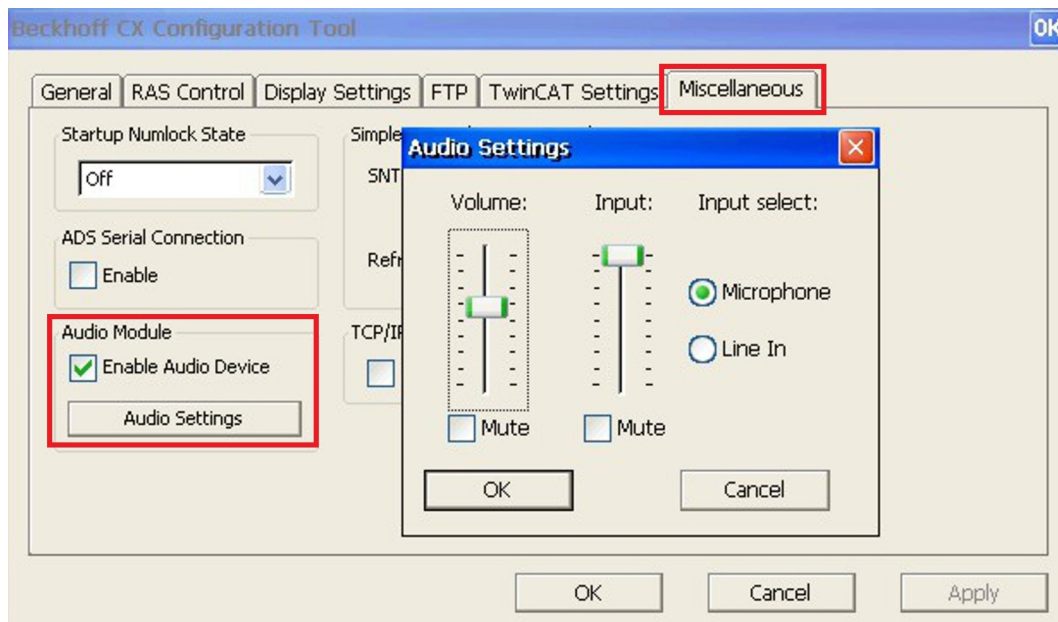 Beckhoff CX Configuration Tool
OK
General RAS Control Display Settings FTP TwinCAT Settings Miscellaneous
Startup Numlock State
Off
ADS Serial Connection
Enable
Audio Module
Enable Audio Device
Audio Settings
Simple
SNT
Refr
TCP/IP
Audio Settings
Volume: Input: Input select:
Microphone
Line In
Mute Mute
OK Cancel
OK Cancel Apply